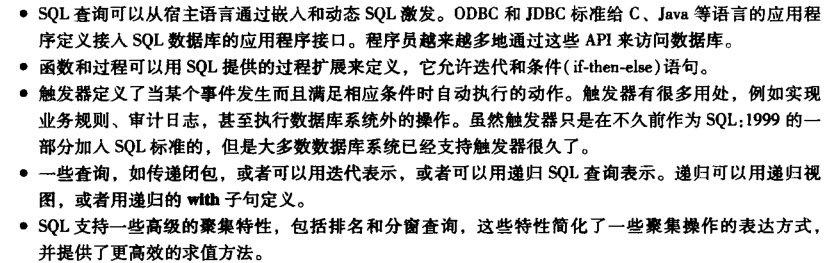 • SQL 查询可以从宿主语言通过嵌入和动态 SQL 激发。ODBC 和 JDBC 标准给 C、Java 等语言的应用程
序定义接入 SQL 数据库的应用程序接口。程序员越来越多地通过这些 API 来访问数据库。
• 函数和过程可以用 SQL 提供的过程扩展来定义，它允许迭代和条件(if-then-else)语句。
• 触发器定义了当某个事件发生而且满足相应条件时自动执行的动作。触发器有很多用处，例如实现
业务规则、审计日志，甚至执行数据库系统外的操作。虽然触发器只是在不久前作为 SQL:1999 的一
部分加入 SQL 标准的，但是大多数数据库系统已经支持触发器很久了。
• 一些查询，如传递闭包，或者可以用迭代表示，或者可以用递归 SQL 查询表示。递归可以用递归视
图，或者用递归的 with 子句定义。
• SQL 支持一些高级的聚集特性，包括排名和分窗查询，这些特性简化了一些聚集操作的表达方式，
并提供了更高效的求值方法。